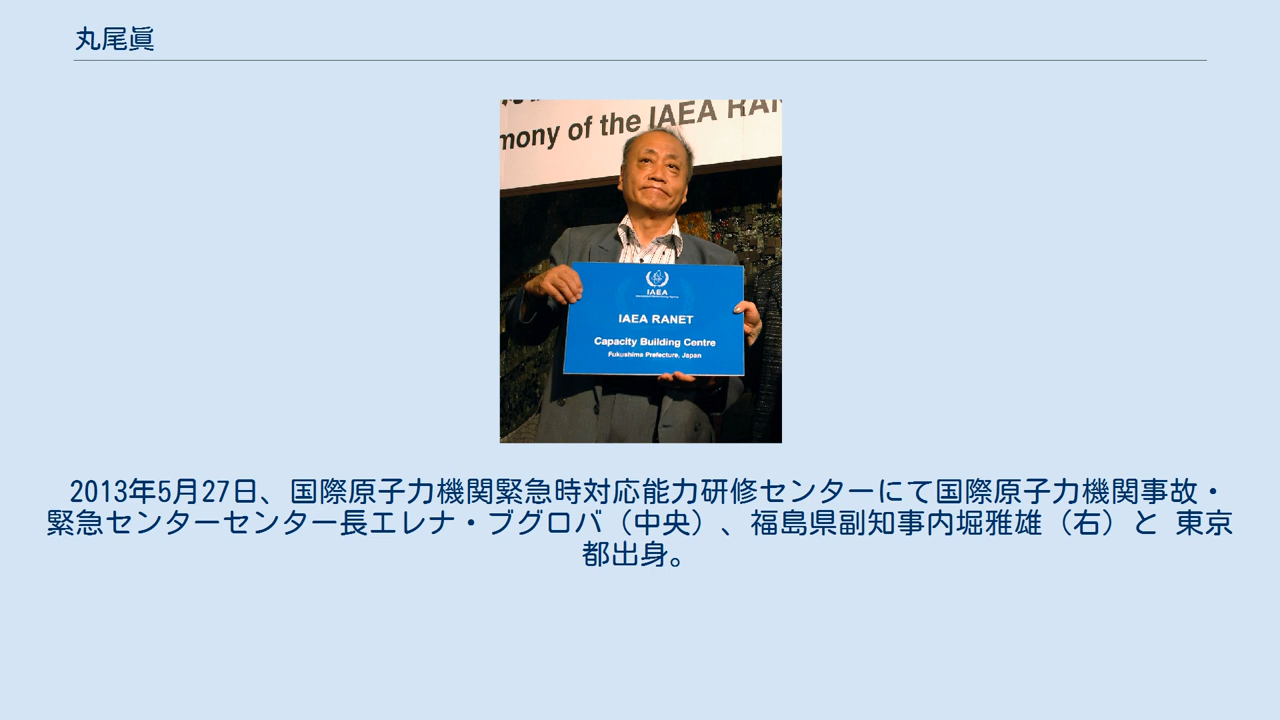 丸尾眞
mony of the IAEA RAN
IAEA
IAEA RANET
Capacity Building Centre
Fukushima Prefecture, Japan
2013年5月27日、国際原子力機関緊急時対応能力研修センターにて国際原子力機関事故・
緊急センターセンター長エレナ・ブグロバ（中央）、福島県副知事内堀雅雄（右）と 東京
都出身。